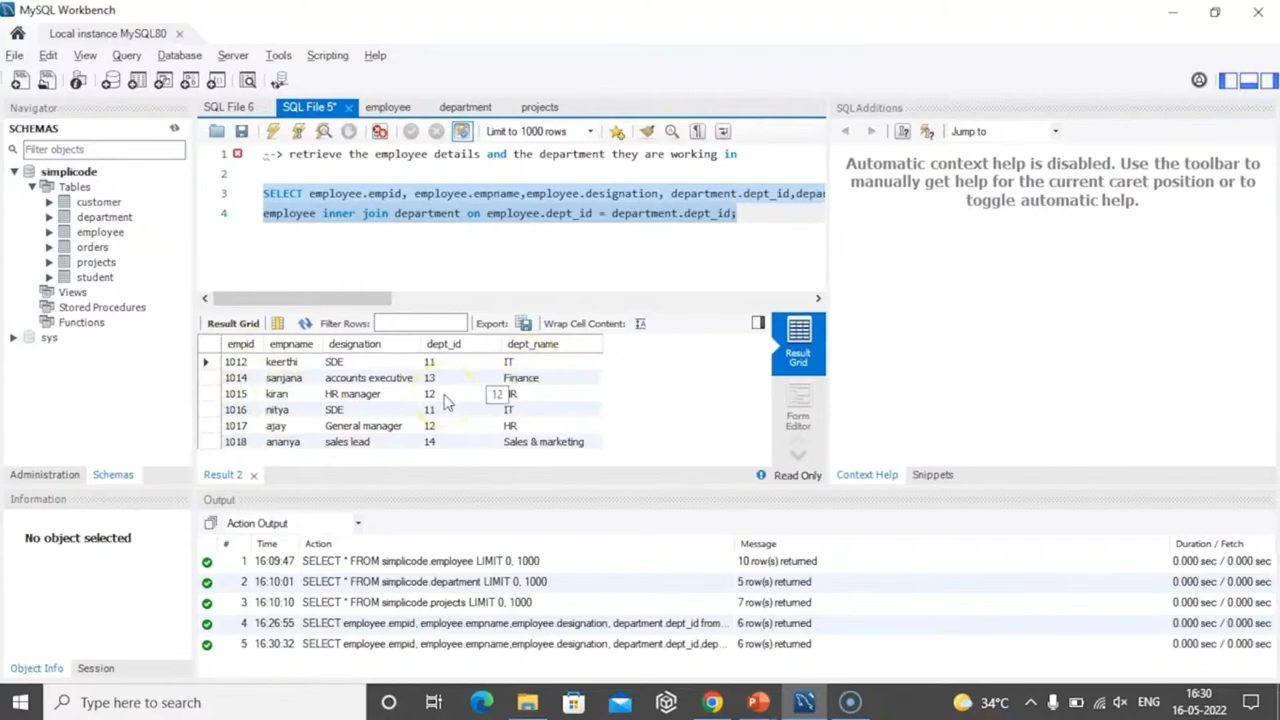 MySQL Workbench
Local instance MySQL80
File Edit View Query Database Server Tools Scripting Help
Navigator
SCHEMAS
Filter objects
simplicode
Tables
customer
department
employee
orders
projects
student
Views
Stored Procedures
Functions
sys
Administration Schemas
Information
No object selected
Object Info Session
SQL File 6 SQL File 5* employee department projects
Limit to 1000 rows
1 --> retrieve the employee details and the department they are working in
2
3 SELECT employee.empid, employee.empname,employee.designation, department.dept_id,depar
4 employee inner join department on employee.dept_id = department.dept_id;
Result Grid Filter Rows: Export: Wrap Cell Content:
empid empname designation dept_id dept_name
1012 keerthi SDE 11 IT
1014 sanjana accounts executive 13 Finance
1015 kiran HR manager 12 12 HR
1016 nitya SDE 11 IT
1017 ajay General manager 12 HR
1018 ananya sales lead 14 Sales & marketing
Result
Grid
Form
Editor
Result 2 Read Only
SQLAdditions
Jump to
Automatic context help is disabled. Use the toolbar to
manually get help for the current caret position or to
toggle automatic help.
Context Help Snippets
Output
Action Output
# Time Action Message Duration / Fetch
1 16:09:47 SELECT * FROM simplicode.employee LIMIT 0, 1000 10 row(s) returned 0.000 sec / 0.000 sec
2 16:10:01 SELECT * FROM simplicode.department LIMIT 0, 1000 5 row(s) returned 0.000 sec / 0.000 sec
3 16:10:10 SELECT * FROM simplicode.projects LIMIT 0, 1000 7 row(s) returned 0.000 sec / 0.000 sec
4 16:26:55 SELECT employee.empid, employee.empname,employee.designation, department.dept_id from... 6 row(s) returned 0.000 sec / 0.000 sec
5 16:30:32 SELECT employee.empid, employee.empname,employee.designation, department.dept_id,dep... 6 row(s) returned 0.000 sec / 0.000 sec
Type here to search
34°C
ENG
16:30
16-05-2022